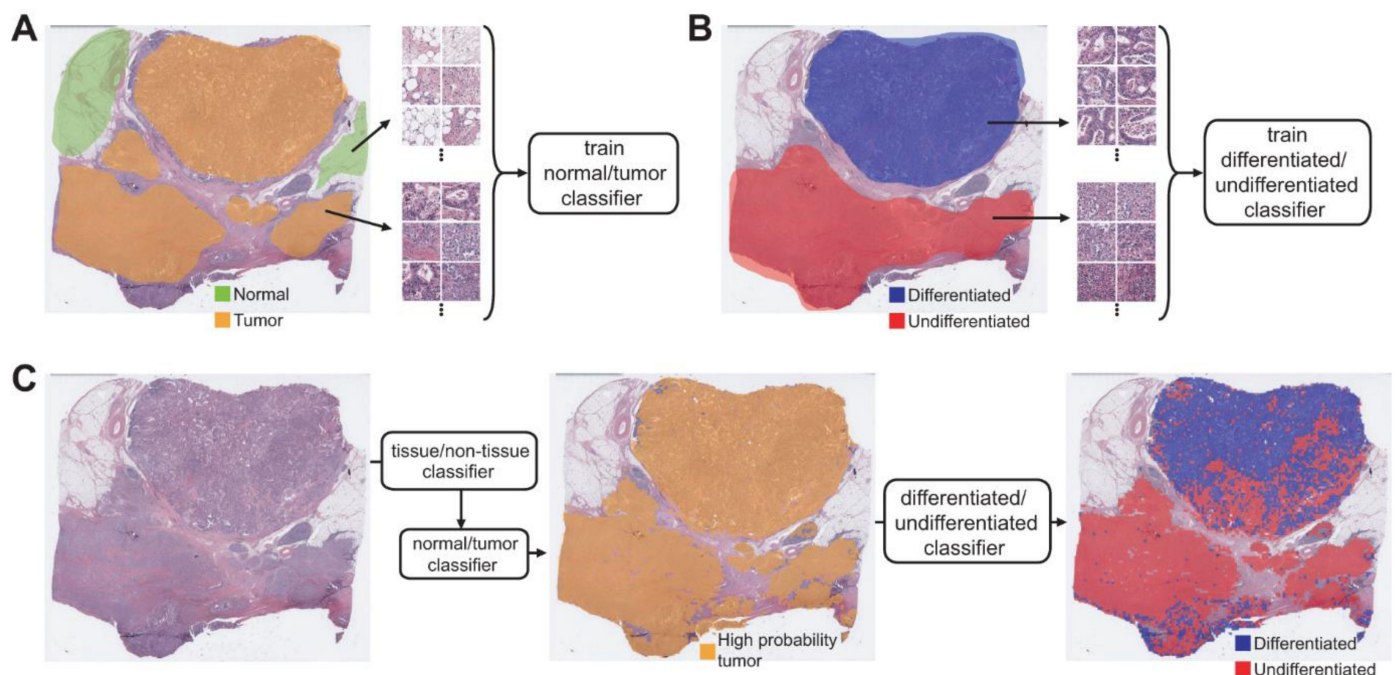 A
train
normal/tumor
classifier
Normal
Tumor
B
train
differentiated/
undifferentiated
classifier
Differentiated
Undifferentiated
C
tissue/non-tissue
classifier
normal/tumor
classifier
High probability
tumor
differentiated/
undifferentiated
classifier
Differentiated
Undifferentiated